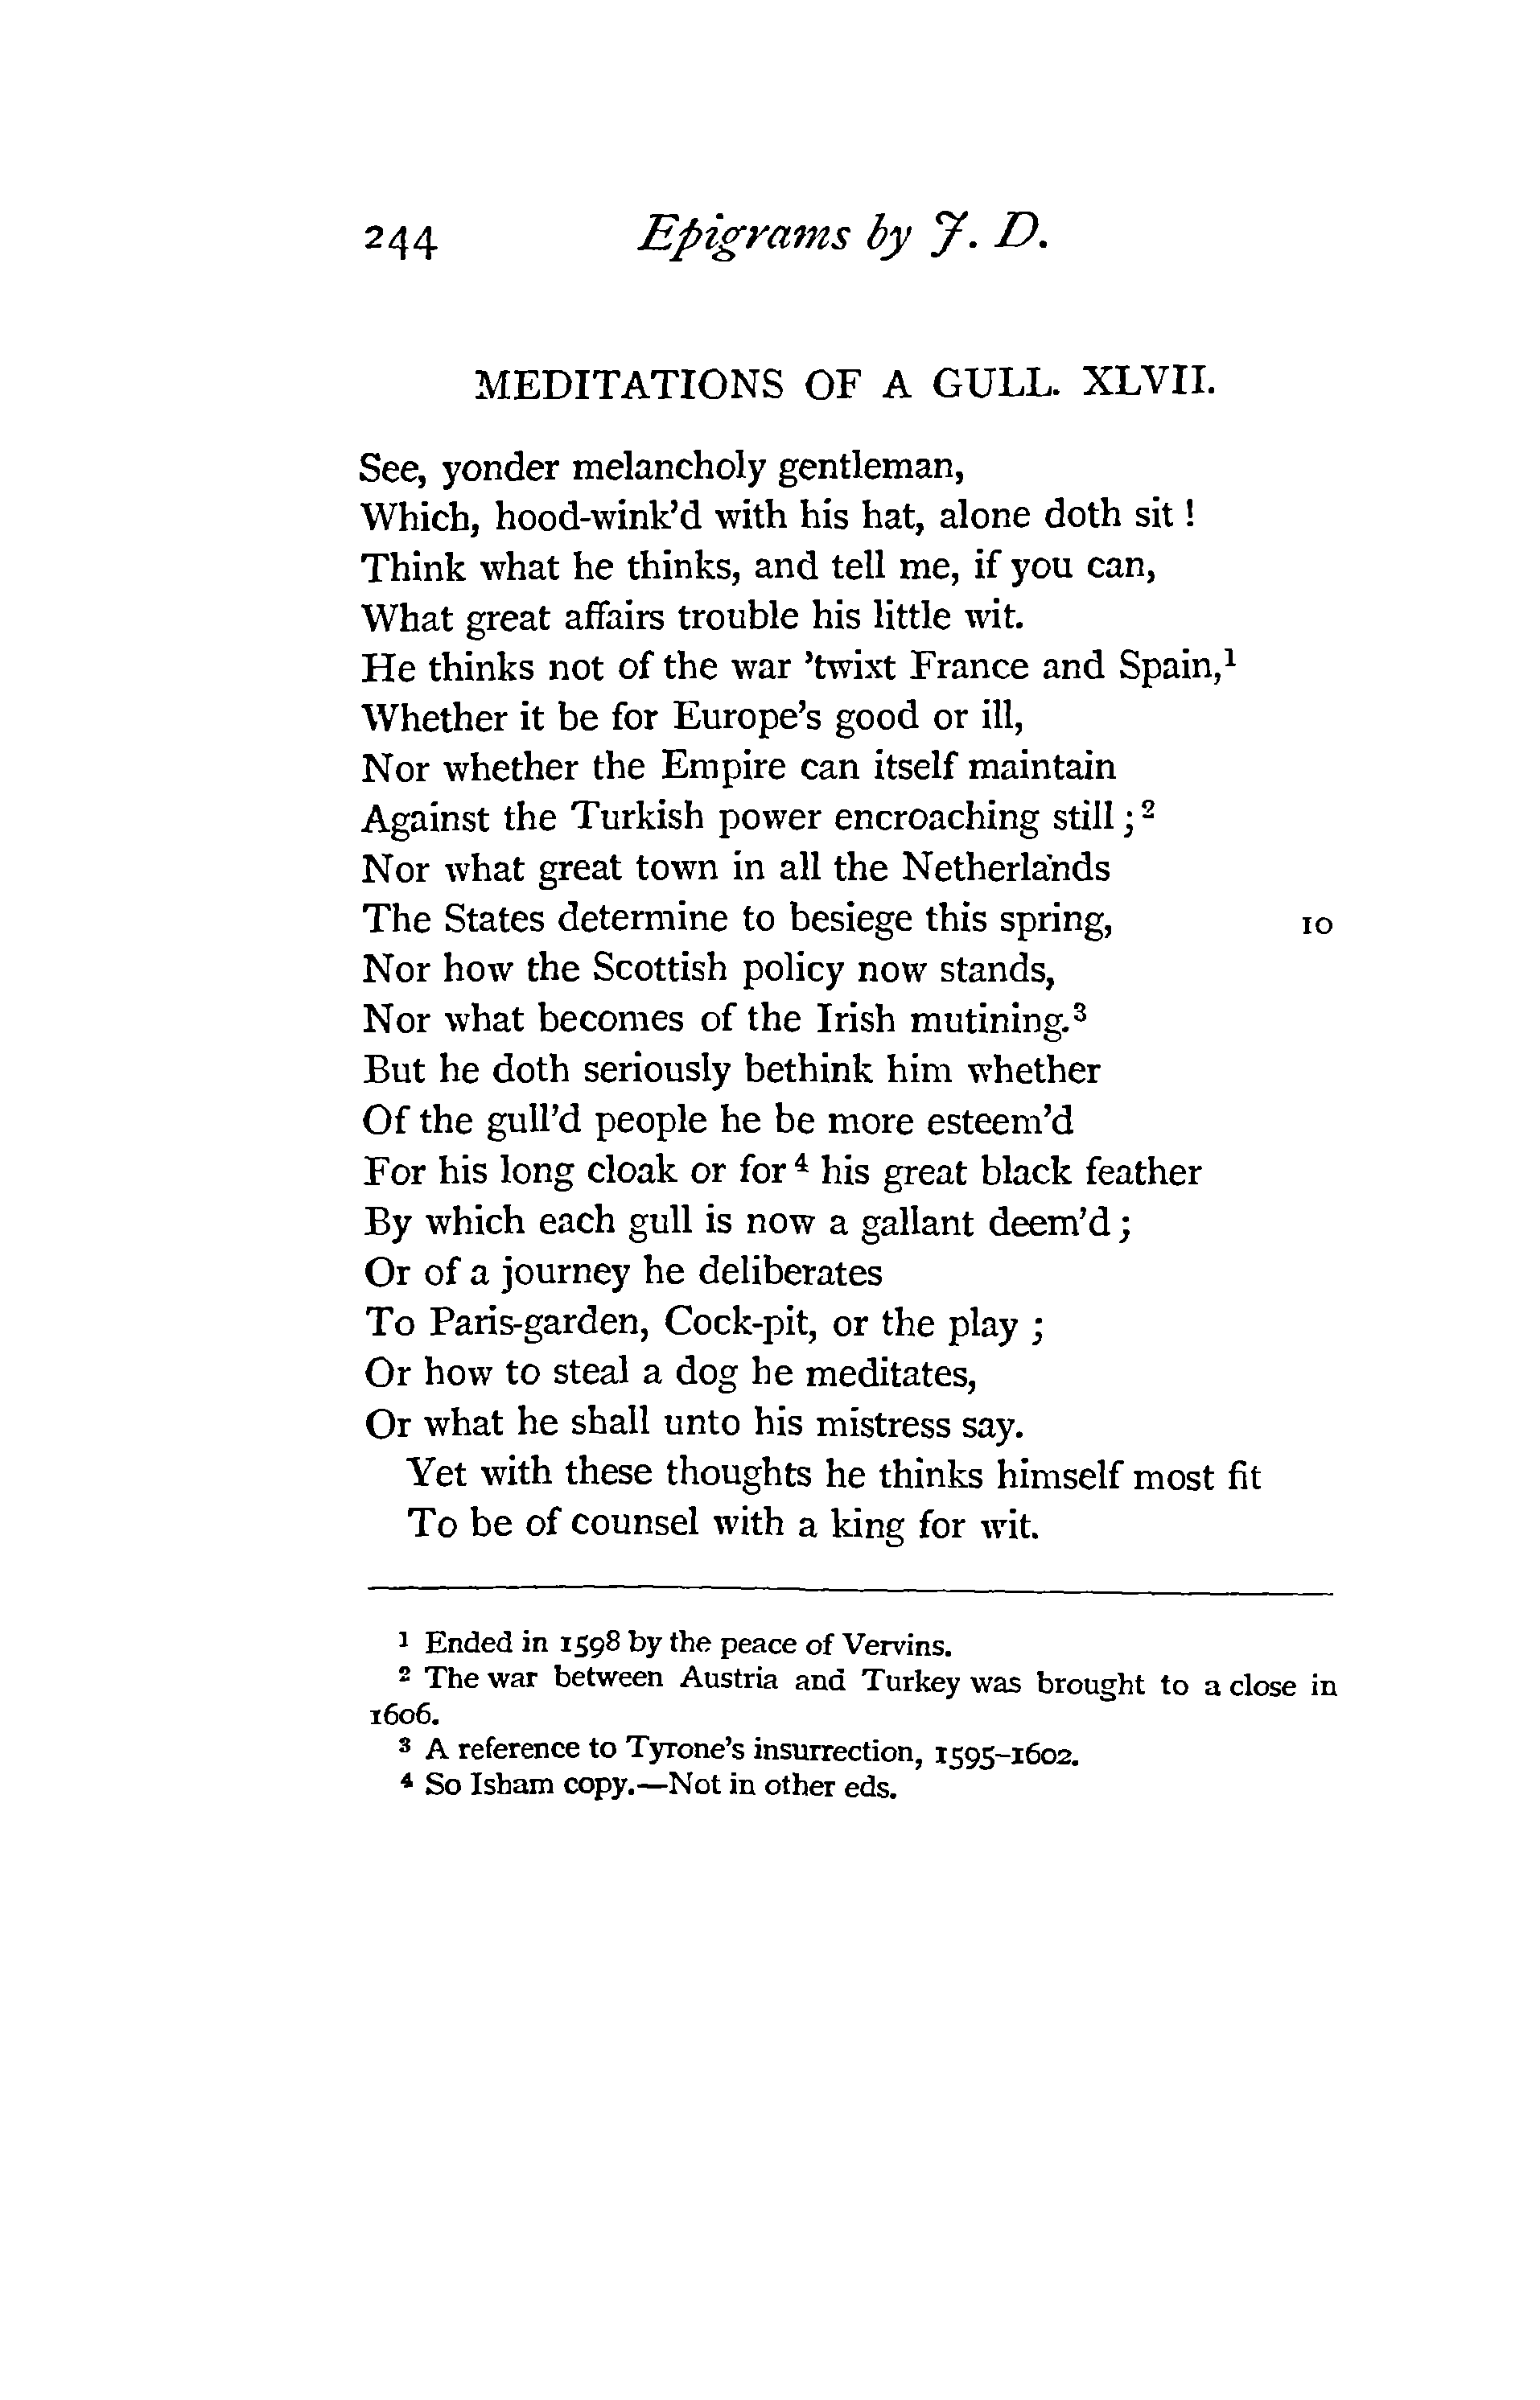 244 Epigrams by J. D.
MEDITATIONS OF A GULL. XLVII.
See, yonder melancholy gentleman,
Which, hood-wink’d with his hat, alone doth sit !
Think what he thinks, and tell me, if you can,
What great affairs trouble his little wit.
He thinks not of the war ’twixt France and Spain,¹
Whether it be for Europe’s good or ill,
Nor whether the Empire can itself maintain
Against the Turkish power encroaching still ;²
Nor what great town in all the Netherlands
The States determine to besiege this spring, 10
Nor how the Scottish policy now stands,
Nor what becomes of the Irish mutining.³
But he doth seriously bethink him whether
Of the gull’d people he be more esteem’d
For his long cloak or for ⁴ his great black feather
By which each gull is now a gallant deem’d ;
Or of a journey he deliberates
To Paris-garden, Cock-pit, or the play ;
Or how to steal a dog he meditates,
Or what he shall unto his mistress say.
Yet with these thoughts he thinks himself most fit
To be of counsel with a king for wit.
¹ Ended in 1598 by the peace of Vervins.
² The war between Austria and Turkey was brought to a close in
1606.
³ A reference to Tyrone’s insurrection, 1595–1602.
⁴ So Isham copy.—Not in other eds.